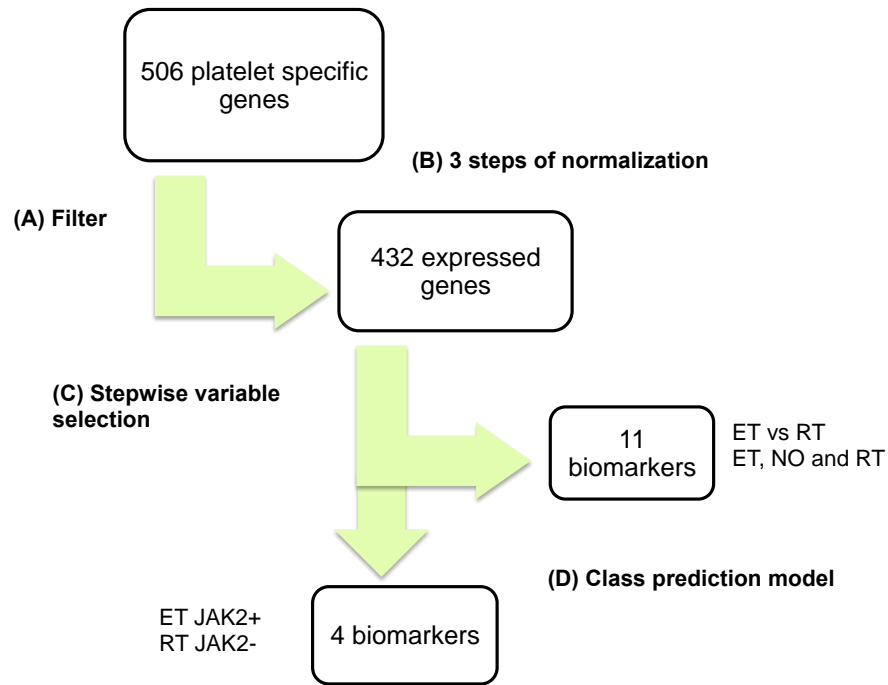 506 platelet specific
genes
(B) 3 steps of normalization
(A) Filter
432 expressed
genes
(C) Stepwise variable
selection
11
biomarkers
ET vs RT
ET, NO and RT
(D) Class prediction model
ET JAK2+
RT JAK2-
4 biomarkers